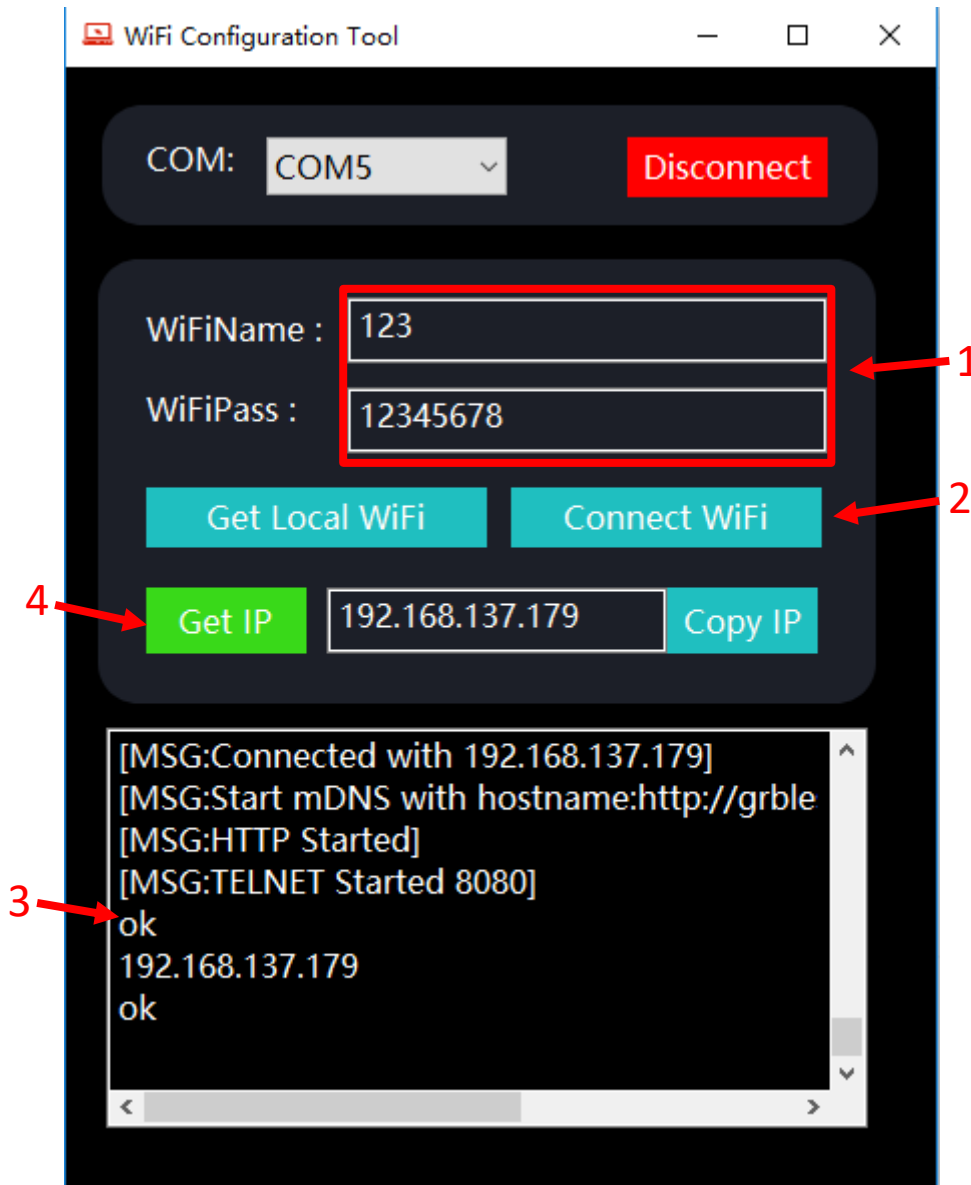 WiFi Configuration Tool
COM: COM5 Disconnect
WiFiName : 123
1
WiFiPass : 12345678
Get Local WiFi Connect WiFi 2
4 Get IP 192.168.137.179 Copy IP
[MSG:Connected with 192.168.137.179]
[MSG:Start mDNS with hostname:http://grble
[MSG:HTTP Started]
[MSG:TELNET Started 8080]
3 ok
192.168.137.179
ok